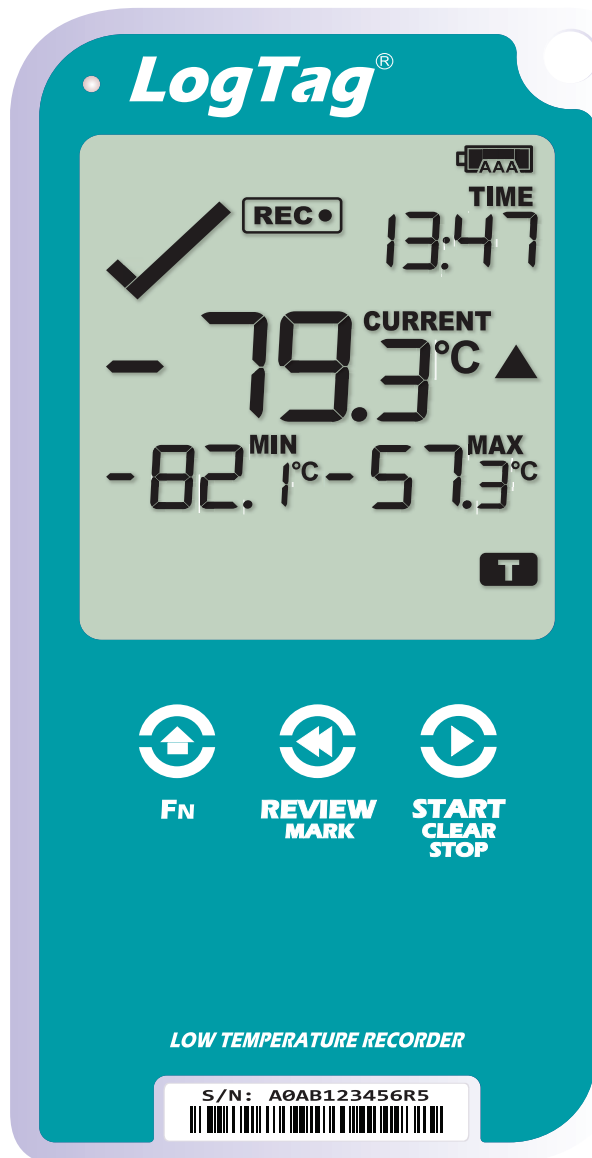 LogTag®
AAA
TIME
REC
13:47
CURRENT
-79.3°C
MIN MAX
-82.1°C -57.3°C
T
FN REVIEW START
MARK CLEAR
STOP
LOW TEMPERATURE RECORDER
S/N: A0AB123456R5